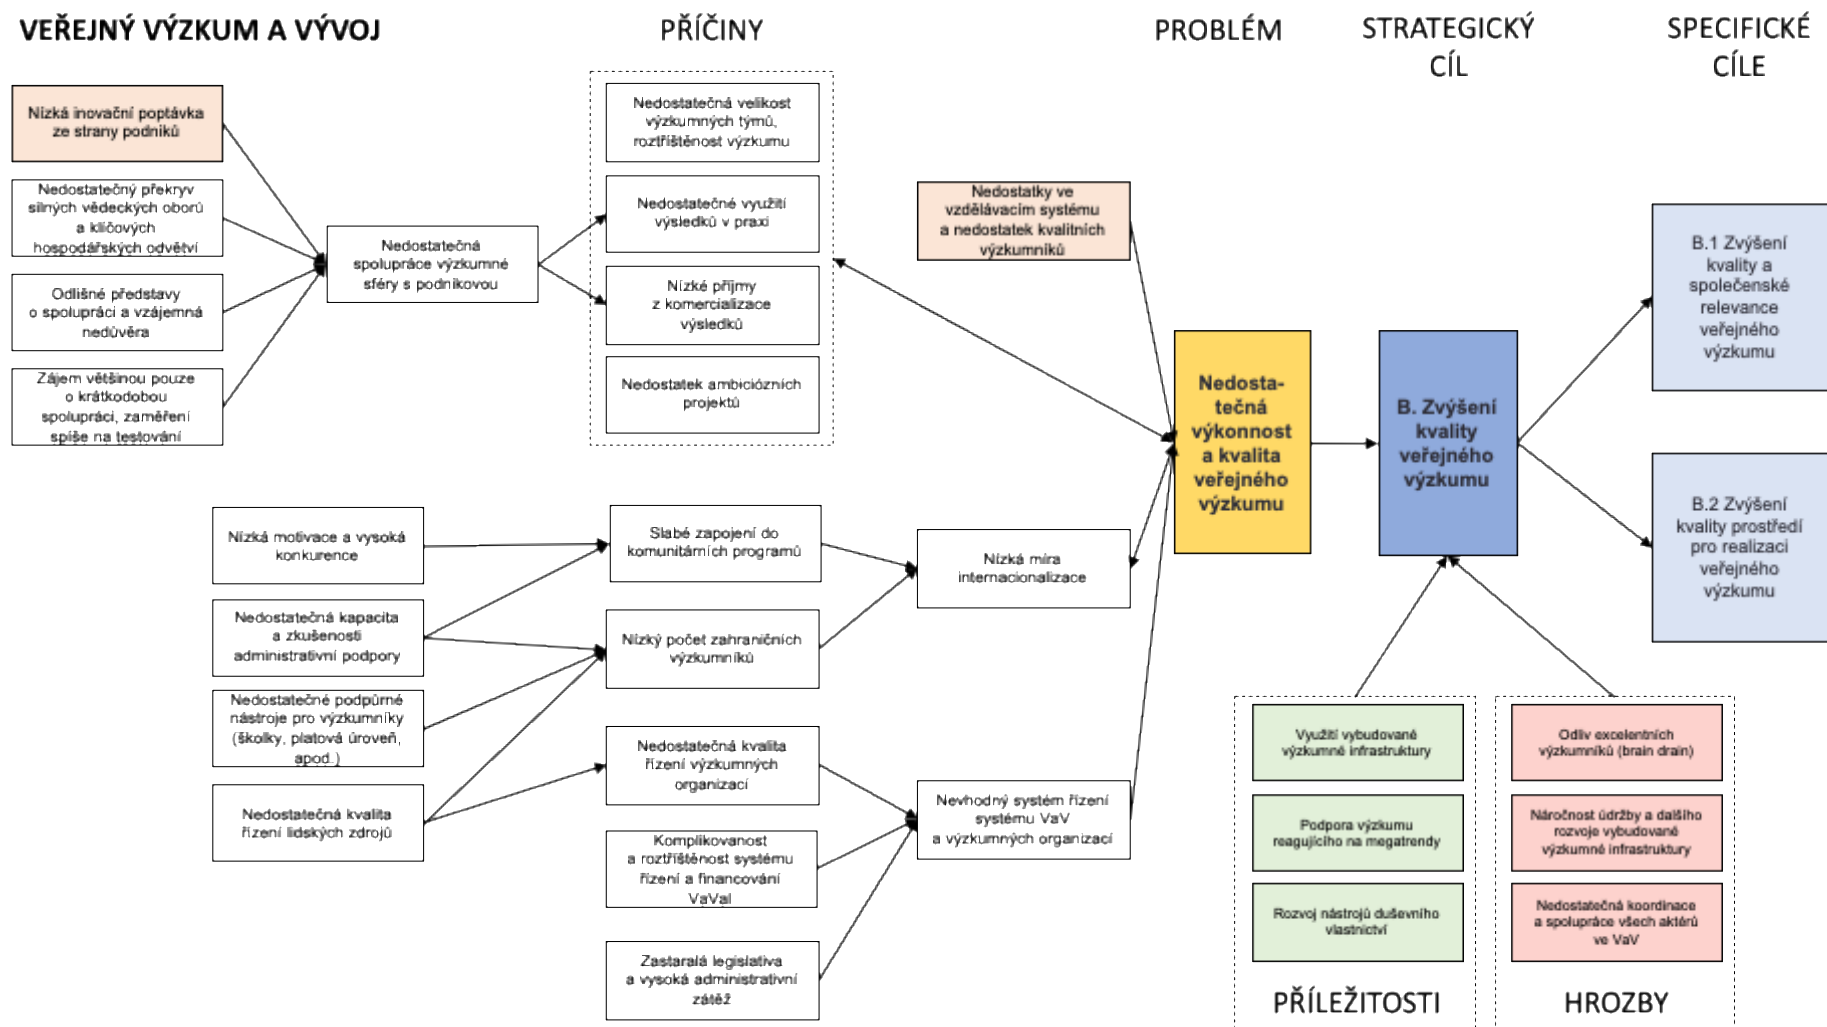 VEŘEJNÝ VÝZKUM A VÝVOJ
PŘÍČINY
PROBLÉM
STRATEGICKÝ
CÍL
SPECIFICKÉ
CÍLE
Nízká inovační poptávka
ze strany podniků
Nedostatečný překryv
silných vědeckých oborů
a klíčových
hospodářských odvětví
Odlišné představy
o spolupráci a vzájemná
nedůvěra
Zájem většinou pouze
o krátkodobou
spolupráci, zaměření
spíše na testování
Nedostatečná
spolupráce výzkumné
sféry s podnikovou
Nedostatečná velikost
výzkumných týmů,
roztříštěnost výzkumu
Nedostatečné využití
výsledků v praxi
Nízké příjmy
z komercializace
výsledků
Nedostatek ambiciózních
projektů
Nedostatky ve
vzdělávacím systému
a nedostatek kvalitních
výzkumníků
Nedosta-
tečná
výkonnost
a kvalita
veřejného
výzkumu
B. Zvýšení
kvality
veřejného
výzkumu
B.1 Zvýšení
kvality a
společenské
relevance
veřejného
výzkumu
B.2 Zvýšení
kvality prostředí
pro realizaci
veřejného
výzkumu
Nízká motivace a vysoká
konkurence
Nedostatečná kapacita
a zkušenosti
administrativní podpory
Nedostatečné podpůrné
nástroje pro výzkumníky
(školky, platová úroveň,
apod.)
Nedostatečná kvalita
řízení lidských zdrojů
Slabé zapojení do
komunitárních programů
Nízký počet zahraničních
výzkumníků
Nedostatečná kvalita
řízení výzkumných
organizací
Komplikovanost
a roztříštěnost systému
řízení a financování
VaVaI
Zastaralá legislativa
a vysoká administrativní
zátěž
Nízká míra
internacionalizace
Nevhodný systém řízení
systému VaV
a výzkumných organizací
Využití vybudované
výzkumné infrastruktury
Podpora výzkumu
reagujícího na megatrendy
Rozvoj nástrojů duševního
vlastnictví
PŘÍLEŽITOSTI
Odliv excelentních
výzkumníků (brain drain)
Náročnost údržby a dalšího
rozvoje vybudované
výzkumné infrastruktury
Nedostatečná koordinace
a spolupráce všech aktérů
ve VaV
HROZBY